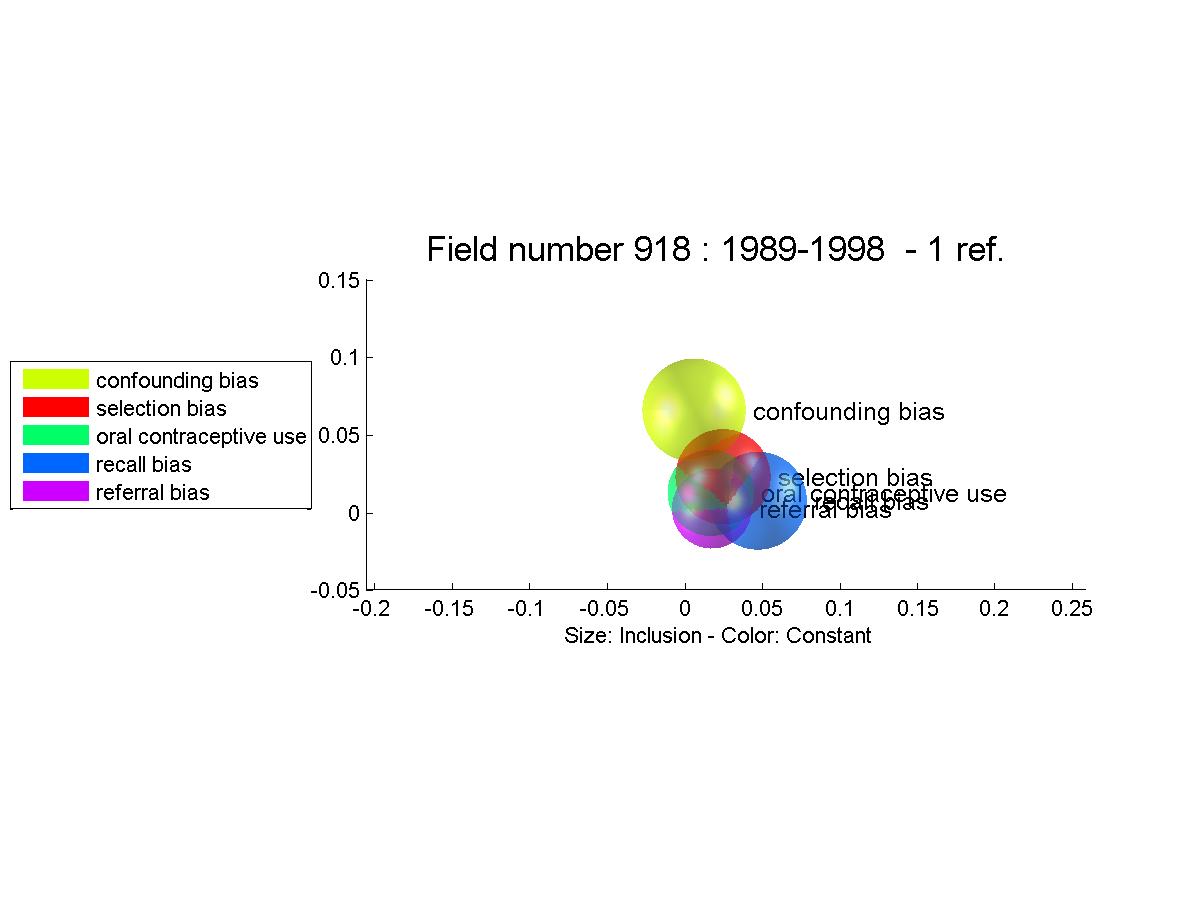 Field number 918 : 1989-1998 - 1 ref.
0.15
0.1
0.05
0
-0.05
confounding bias
selection bias
oral contraceptive use
recall bias
referral bias
confounding bias
selection bias
oral contraceptive use
recall bias
referral bias
-0.2 -0.15 -0.1 -0.05 0 0.05 0.1 0.15 0.2 0.25
Size: Inclusion - Color: Constant